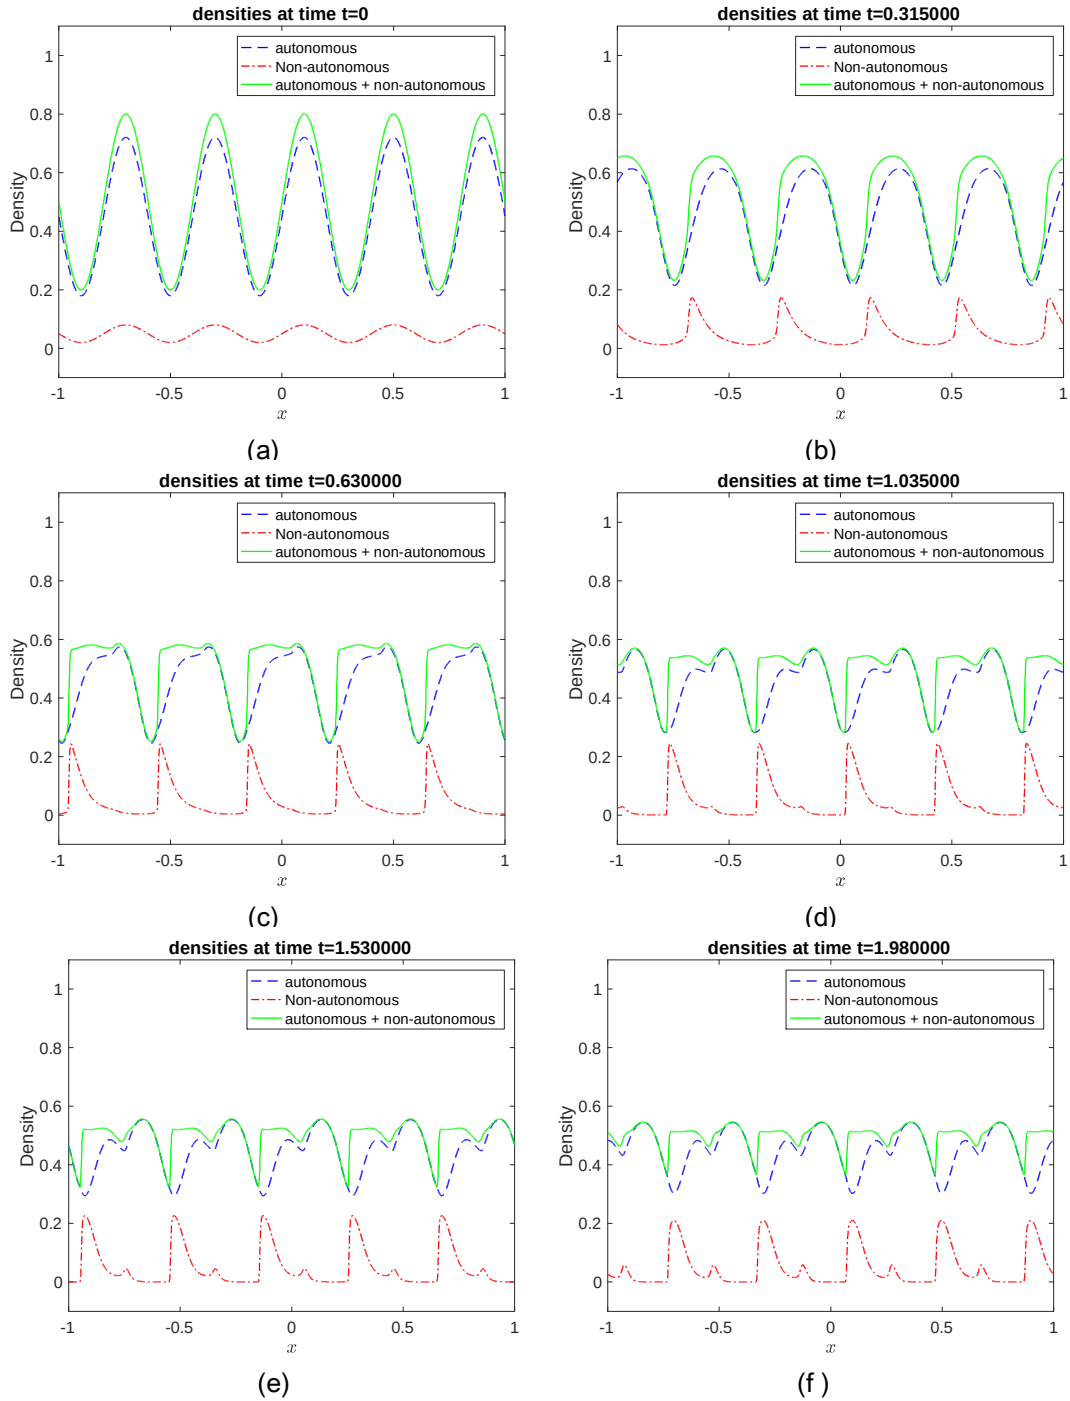 densities at time t=0
autonomous
Non-autonomous
autonomous + non-autonomous
Density
1
0.8
0.6
0.4
0.2
0
-1
-0.5
0
0.5
1
x
(a)
densities at time t=0.315000
autonomous
Non-autonomous
autonomous + non-autonomous
Density
1
0.8
0.6
0.4
0.2
0
-1
-0.5
0
0.5
1
x
(b)
densities at time t=0.630000
autonomous
Non-autonomous
autonomous + non-autonomous
Density
1
0.8
0.6
0.4
0.2
0
-1
-0.5
0
0.5
1
x
(c)
densities at time t=1.035000
autonomous
Non-autonomous
autonomous + non-autonomous
Density
1
0.8
0.6
0.4
0.2
0
-1
-0.5
0
0.5
1
x
(d)
densities at time t=1.530000
autonomous
Non-autonomous
autonomous + non-autonomous
Density
1
0.8
0.6
0.4
0.2
0
-1
-0.5
0
0.5
1
x
(e)
densities at time t=1.980000
autonomous
Non-autonomous
autonomous + non-autonomous
Density
1
0.8
0.6
0.4
0.2
0
-1
-0.5
0
0.5
1
x
(f )